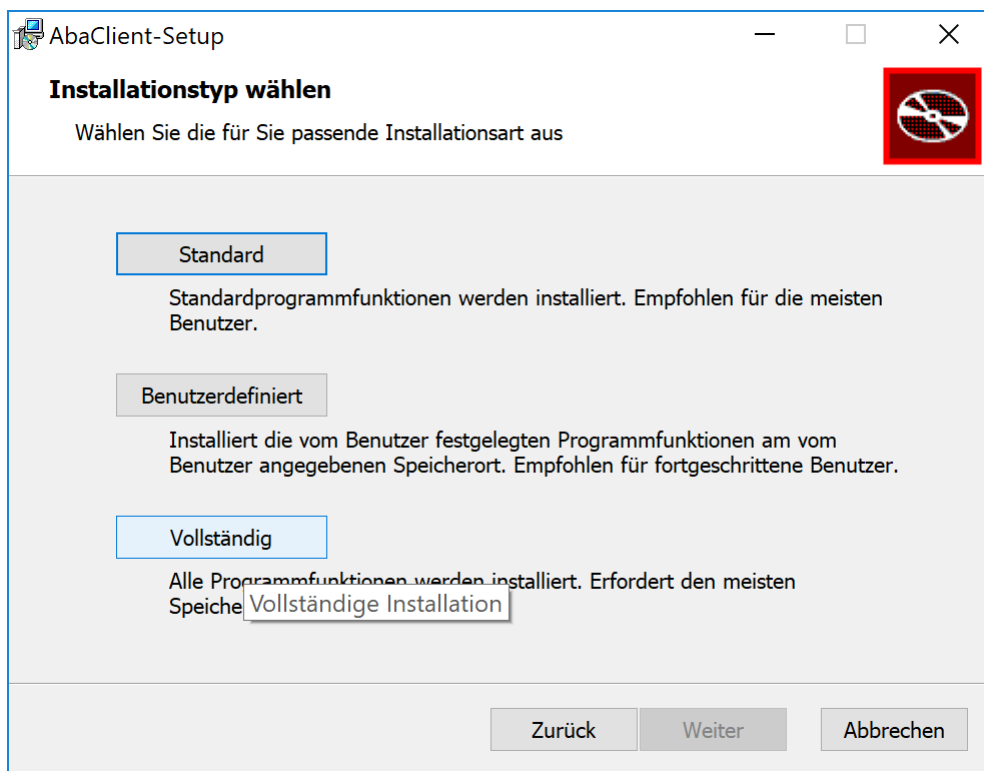 AbaClient-Setup
Installationstyp wählen
Wählen Sie die für Sie passende Installationsart aus
Standard
Standardprogrammfunktionen werden installiert. Empfohlen für die meisten
Benutzer.
Benutzerdefiniert
Installiert die vom Benutzer festgelegten Programmfunktionen am vom
Benutzer angegebenen Speicherort. Empfohlen für fortgeschrittene Benutzer.
Vollständig
Alle Programmfunktionen werden installiert. Erfordert den meisten
Speiche
Vollständige Installation
Zurück
Weiter
Abbrechen